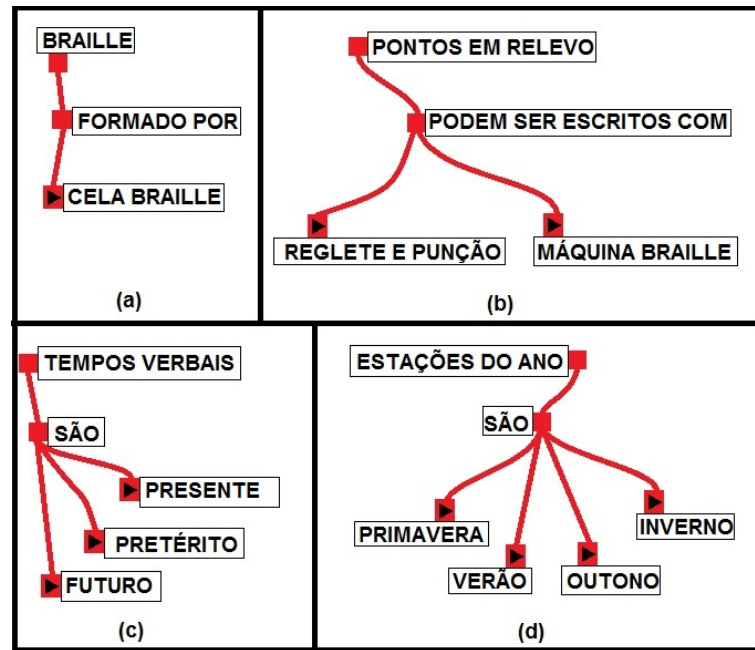 BRAILLE
FORMADO POR
CELA BRAILLE
(a)
PONTOS EM RELEVO
PODEM SER ESCRITOS COM
REGLETE E PUNÇÃO
MÁQUINA BRAILLE
(b)
TEMPOS VERBAIS
SÃO
PRESENTE
PRETÉRITO
FUTURO
(c)
ESTAÇÕES DO ANO
SÃO
PRIMAVERA
VERÃO
OUTONO
INVERNO
(d)